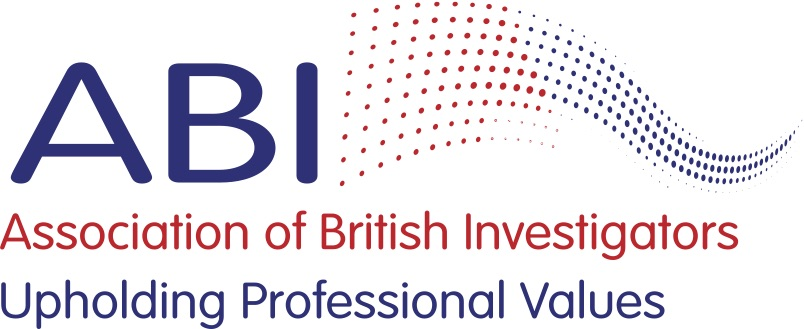 ABI
Association of British Investigators
Upholding Professional Values